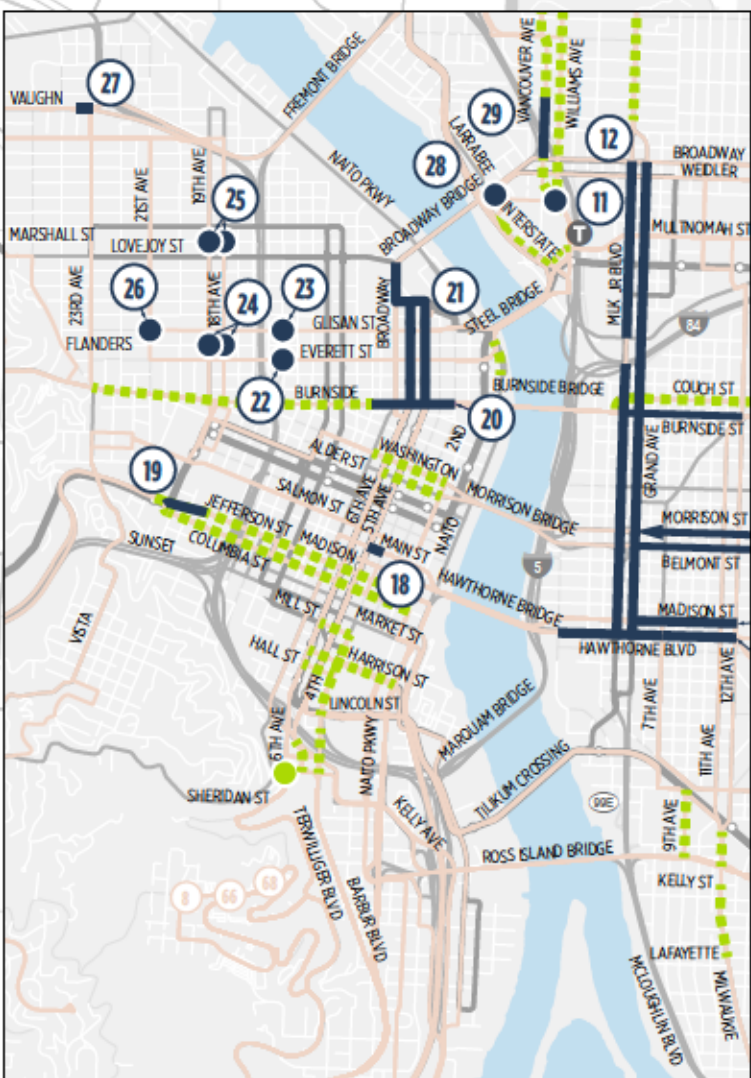 27
VAUGHN
FREMONT BRIDGE
VANCOUVER AVE
WILLIAMS AVE
29
LARRABEE
12
BROADWAY
WEIDLER
28
NAITO PKWY
21ST AVE
19TH AVE
25
11
INTERSTATE
BROADWAY BRIDGE
T
MULTNOMAH ST
MARSHALL ST
LOVEJOY ST
23RD AVE
26
18TH AVE
24
23
BROADWAY
21
STEEL BRIDGE
MLK JR BLVD
84
GLISAN ST
FLANDERS
EVERETT ST
22
BURNSIDE
BURNSIDE BRIDGE
COUCH ST
20
BURNSIDE ST
2ND
GRAND AVE
ALDER ST
WASHINGTON
19
SALMON ST
6TH AVE
5TH AVE
MORRISON BRIDGE
JEFFERSON ST
NAITO
MORRISON ST
SUNSET
COLUMBIA ST
MADISON
MAIN ST
5
BELMONT ST
18
HAWTHORNE BRIDGE
MILL ST
MARKET ST
MADISON ST
VISTA
HAWTHORNE BLVD
HALL ST
4TH
HARRISON ST
LINCOLN ST
7TH AVE
12TH AVE
MARQUAM BRIDGE
6TH AVE
NAITO PKWY
11TH AVE
TILIKUM CROSSING
SHERIDAN ST
99E
9TH AVE
KELLY AVE
TERWILLIGER BLVD
ROSS ISLAND BRIDGE
BARBUR BLVD
KELLY ST
8
66
68
LAFAYETTE
MCLOUGHLIN BLVD
MILWAUKIE